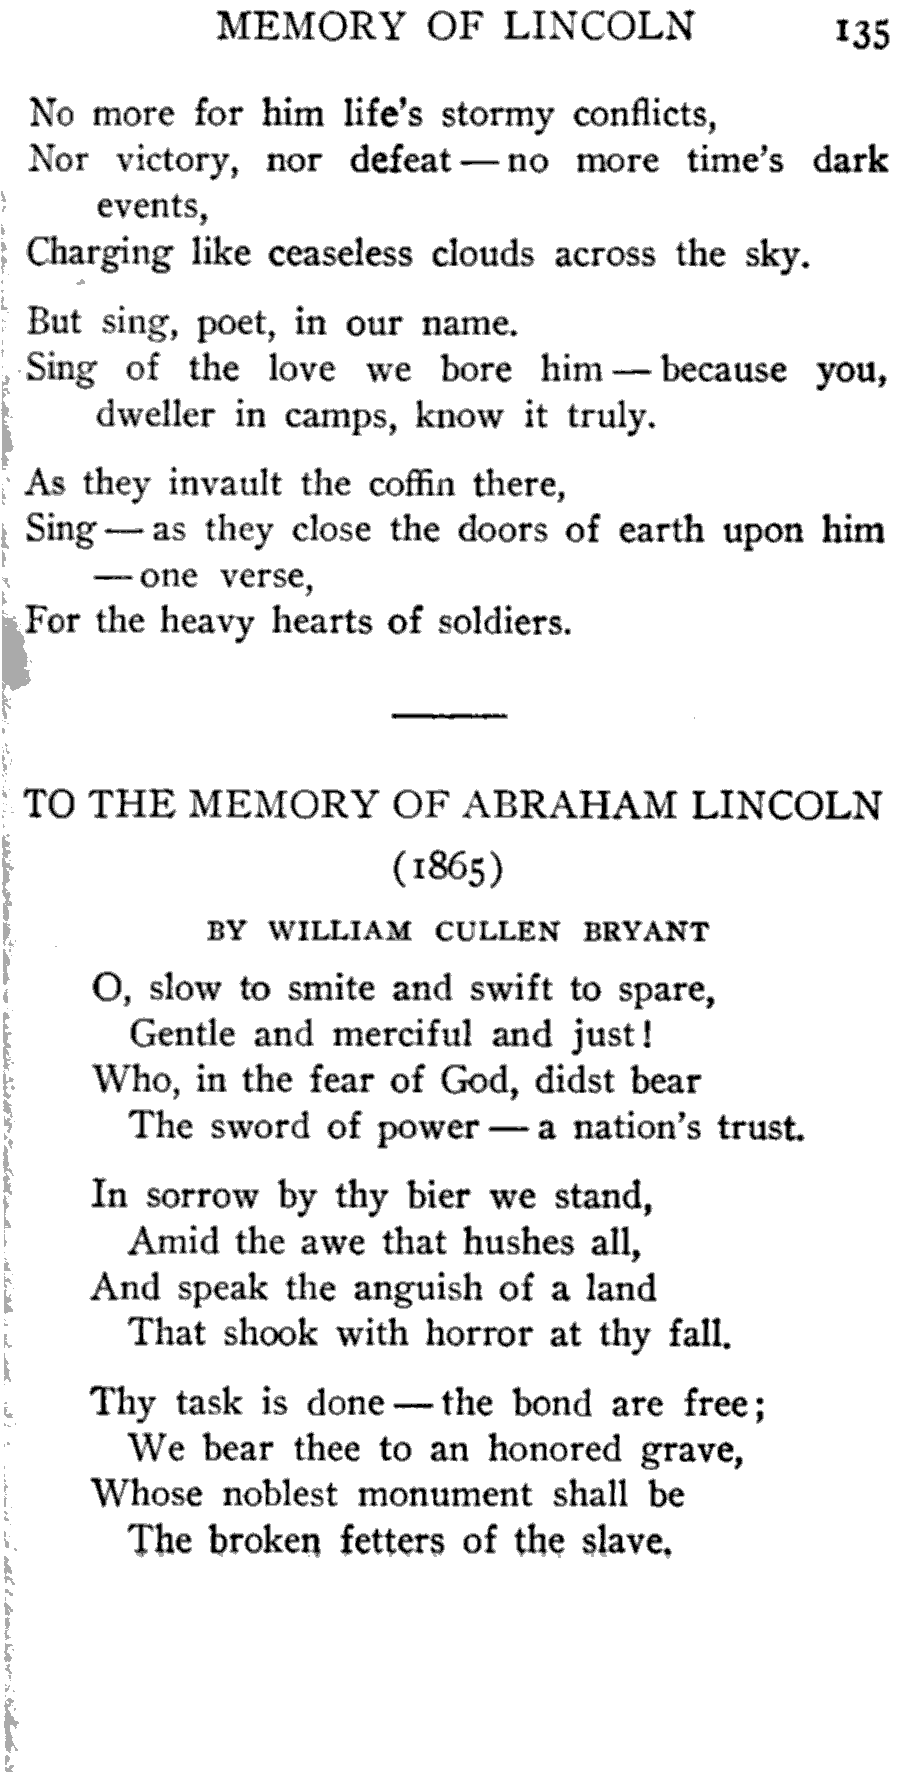 MEMORY OF LINCOLN 135
No more for him life's stormy conflicts,
Nor victory, nor defeat — no more time's dark
events,
Charging like ceaseless clouds across the sky.
But sing, poet, in our name.
Sing of the love we bore him — because you,
dweller in camps, know it truly.
As they invault the coffin there,
Sing — as they close the doors of earth upon him
— one verse,
For the heavy hearts of soldiers.
TO THE MEMORY OF ABRAHAM LINCOLN
(1865)
BY WILLIAM CULLEN BRYANT
O, slow to smite and swift to spare,
Gentle and merciful and just!
Who, in the fear of God, didst bear
The sword of power — a nation's trust.
In sorrow by thy bier we stand,
Amid the awe that hushes all,
And speak the anguish of a land
That shook with horror at thy fall.
Thy task is done — the bond are free;
We bear thee to an honored grave,
Whose noblest monument shall be
The broken fetters of the slave.